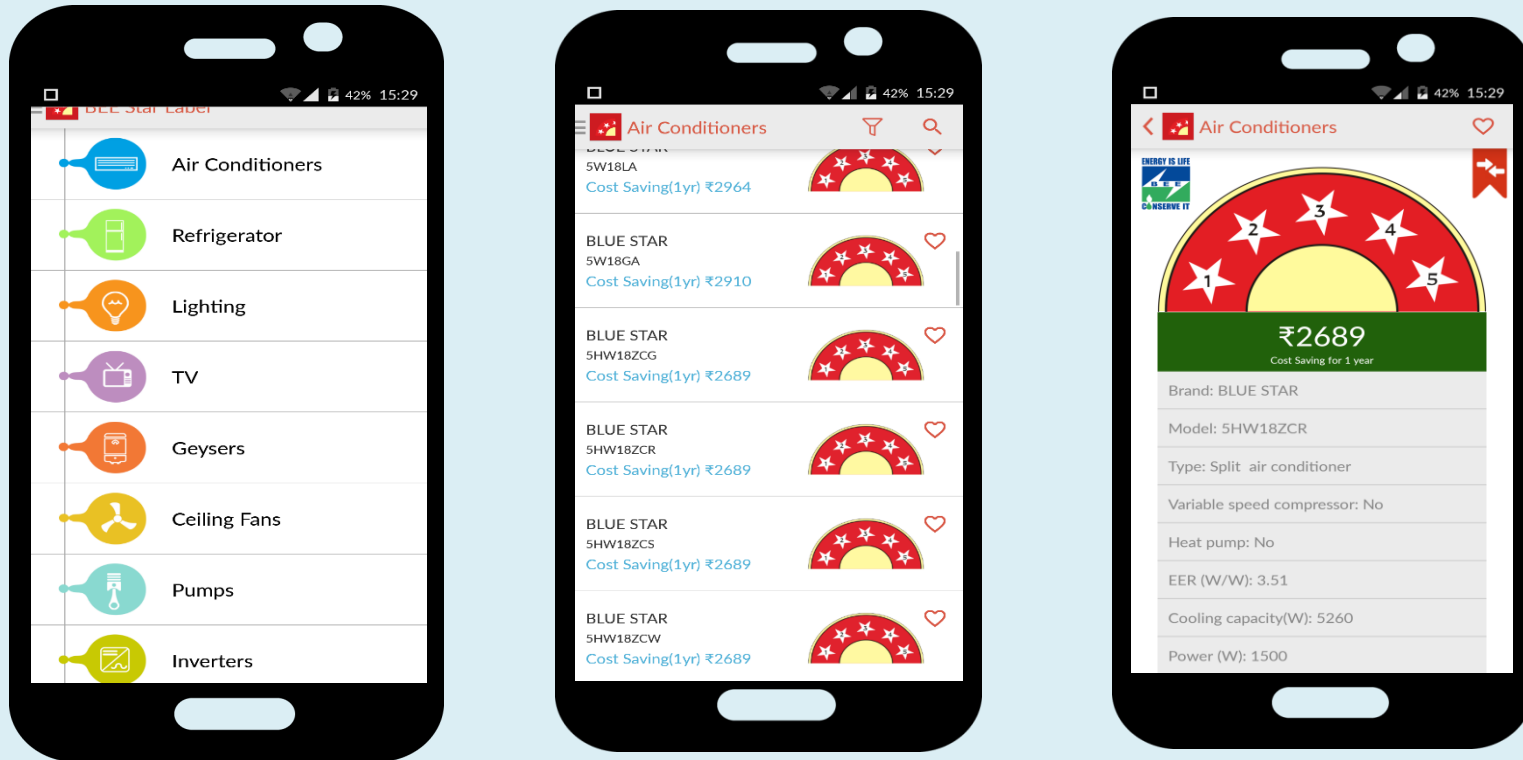 42% 15:29
BEE Star Label
Air Conditioners
Refrigerator
Lighting
TV
Geysers
Ceiling Fans
Pumps
Inverters
42% 15:29
Air Conditioners
BLUE STAR
5W18LA
Cost Saving(1yr) ₹2964
BLUE STAR
5W18GA
Cost Saving(1yr) ₹2910
BLUE STAR
5HW18ZCG
Cost Saving(1yr) ₹2689
BLUE STAR
5HW18ZCR
Cost Saving(1yr) ₹2689
BLUE STAR
5HW18ZCS
Cost Saving(1yr) ₹2689
BLUE STAR
5HW18ZCW
Cost Saving(1yr) ₹2689
42% 15:29
Air Conditioners
ENERGY IS LIFE
BEE
CONSERVE IT
1 2 3 4 5
₹2689
Cost Saving for 1 year
Brand: BLUE STAR
Model: 5HW18ZCR
Type: Split air conditioner
Variable speed compressor: No
Heat pump: No
EER (W/W): 3.51
Cooling capacity(W): 5260
Power (W): 1500